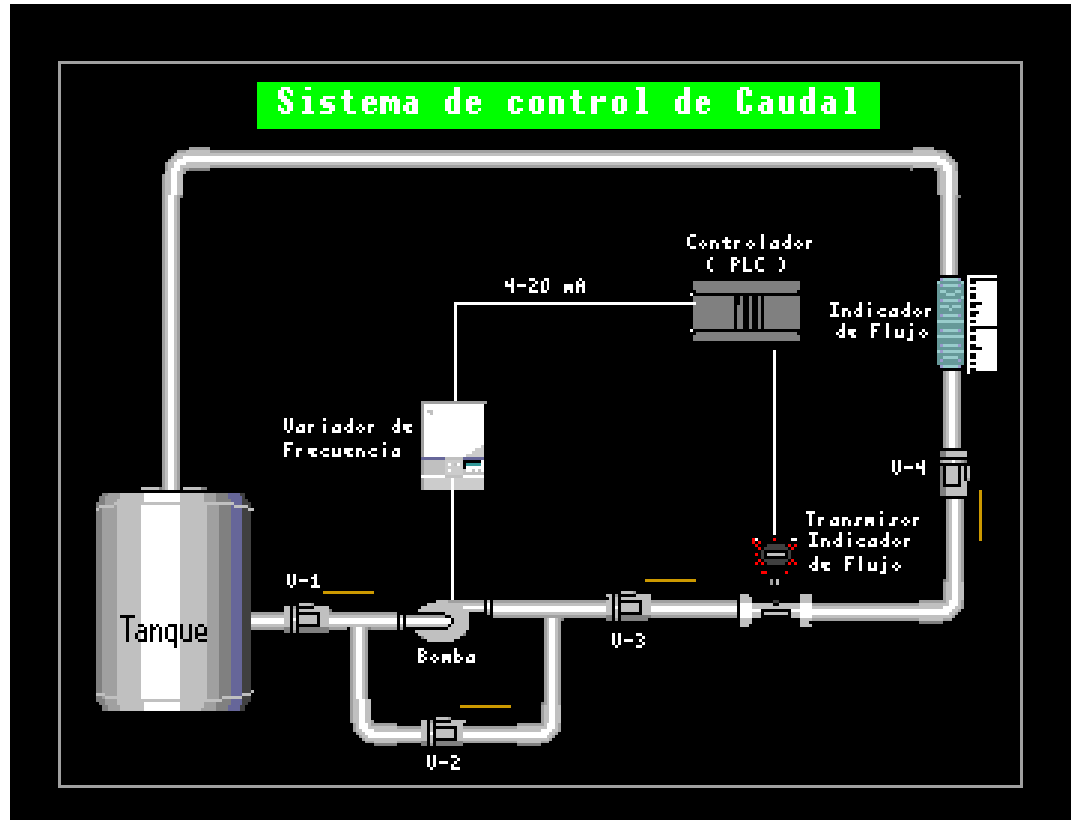 Sistema de control de Caudal
Controlador
( PLC )
4-20 mA
Indicador
de Flujo
Variador de
Frecuencia
V-4
Transmisor
Indicador
de Flujo
V-1
Tanque
V-3
Bomba
V-2